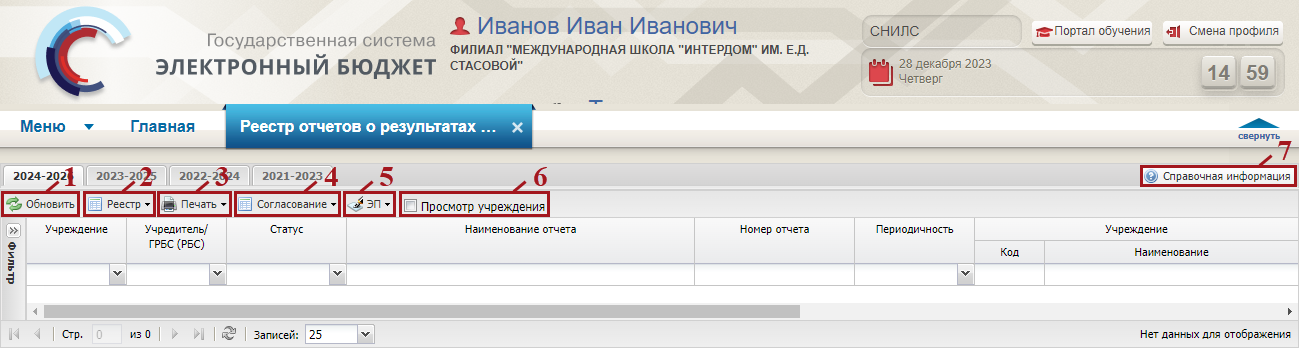 Государственная система
ЭЛЕКТРОННЫЙ БЮДЖЕТ
Иванов Иван Иванович
ФИЛИАЛ "МЕЖДУНАРОДНАЯ ШКОЛА "ИНТЕРДОМ" ИМ. Е.Д.
СТАСОВОЙ"
СНИЛС
Портал обучения
Смена профиля
28 декабря 2023
Четверг
14 59
Меню
Главная
Реестр отчетов о результатах ...
свернуть
7
2024-2026 2023-2025 2022-2024 2021-2023
Справочная информация
1 2 3 4 5 6
Обновить Реестр Печать Согласование ЭП Просмотр учреждения
Фильтр
Учреждение
Учредитель/
ГРБС (РБС)
Статус
Наименование отчета
Номер отчета
Периодичность
Учреждение
Код
Наименование
Стр. 0 из 0
Записей: 25
Нет данных для отображения